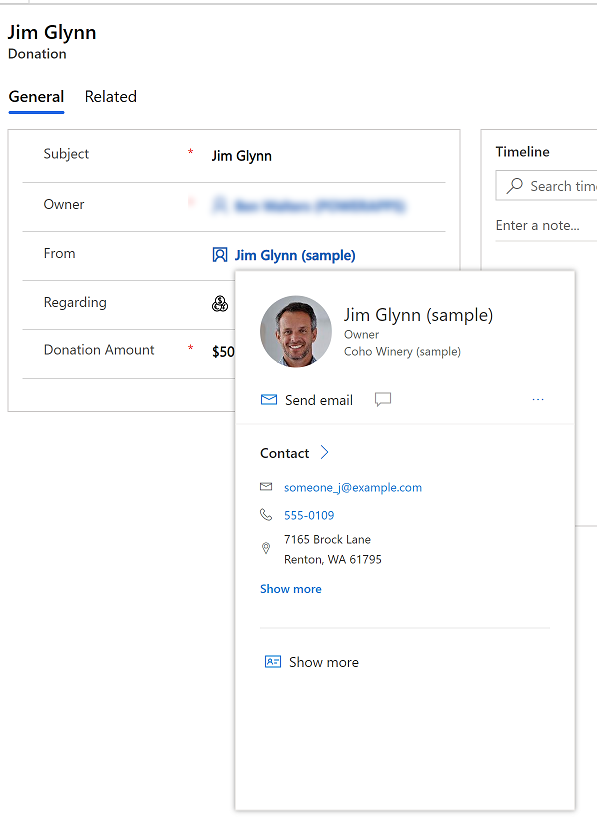 Jim Glynn
Donation
General Related
Subject * Jim Glynn
Owner *
From Jim Glynn (sample)
Regarding
Donation Amount * $50
Timeline
Search time
Enter a note...
Jim Glynn (sample)
Owner
Coho Winery (sample)
Send email ...
Contact
someone_j@example.com
555-0109
7165 Brock Lane
Renton, WA 61795
Show more
Show more